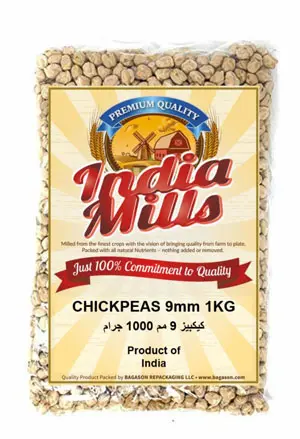 PREMIUM QUALITY
India
Mills
Milled from the finest crops with the vision of bringing quality from farm to plate.
Packed with all natural Nutrients – nothing added or removed.
Just 100% Commitment to Quality
CHICKPEAS 9mm 1KG
كيكبيز 9 مم 1000 جرام
Product of
India
Quality Product Packed by BAGASON REPACKAGING LLC • www.bagason.com